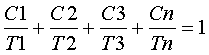 C1/T1 + C2/T2 + C3/T3 + Cn/Tn = 1